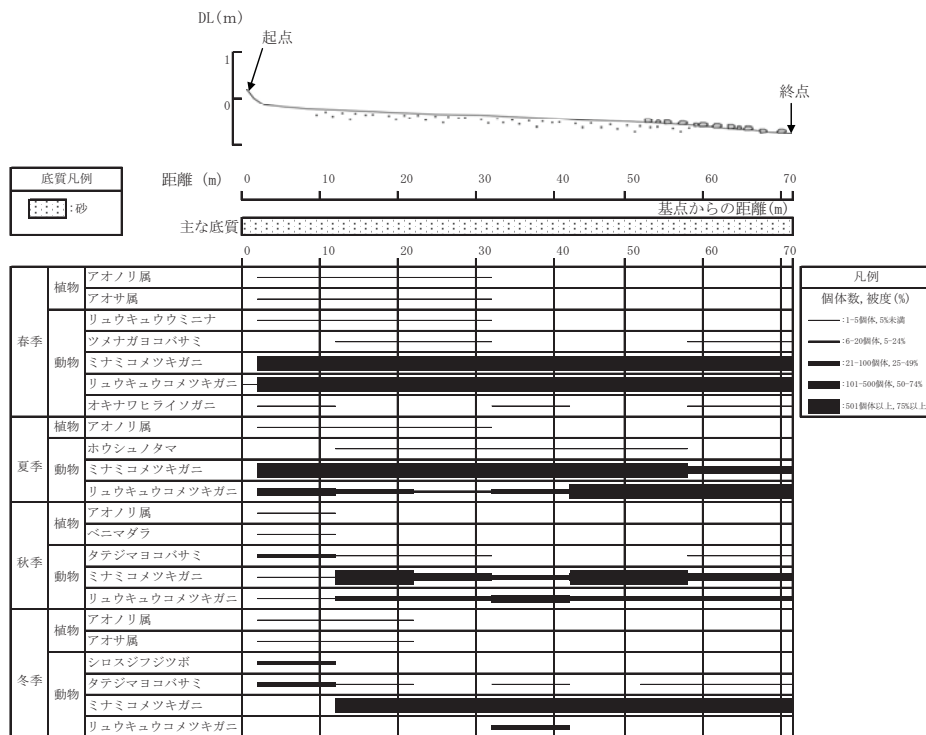 DL(m)
起点
1
0
終点
底質凡例
:砂
距離 (m)
0 10 20 30 40 50 60 70
基点からの距離(m)
主な底質
0 10 20 30 40 50 60 70
春季
植物
アオノリ属
アオサ属
動物
リュウキュウウミニナ
ツメナガヨコバサミ
ミナミコメツキガニ
リュウキュウコメツキガニ
オキナワヒライソガニ
夏季
植物
アオノリ属
動物
ホウシュノタマ
ミナミコメツキガニ
リュウキュウコメツキガニ
秋季
植物
アオノリ属
ベニマダラ
動物
タテジマヨコバサミ
ミナミコメツキガニ
リュウキュウコメツキガニ
冬季
植物
アオノリ属
アオサ属
動物
シロスジフジツボ
タテジマヨコバサミ
ミナミコメツキガニ
リュウキュウコメツキガニ
凡例
個体数,被度(%)
:1-5個体,5%未満
:6-20個体,5-24%
:21-100個体,25-49%
:101-500個体,50-74%
:501個体以上,75%以上